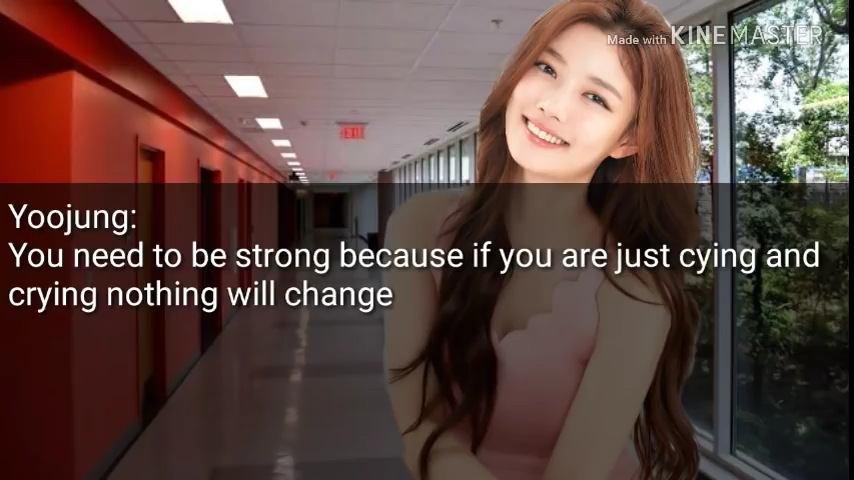 Made with KINEMASTER
Yoojung:
You need to be strong because if you are just cying and
crying nothing will change